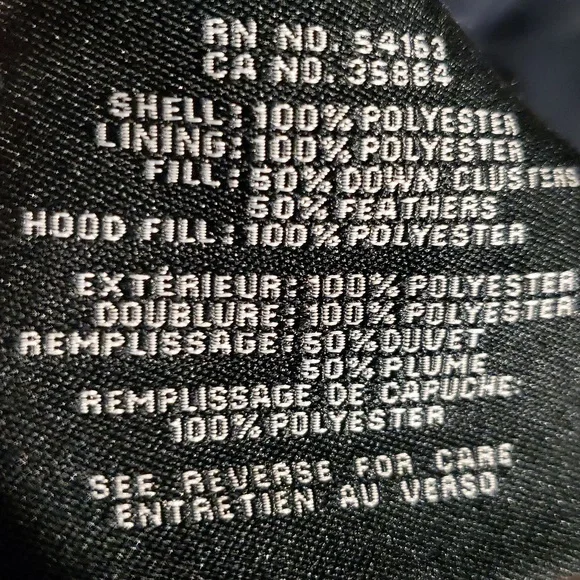 RN NO. 54163
CA NO. 35884
SHELL: 100% POLYESTER
LINING: 100% POLYESTER
FILL: 50% DOWN CLUSTERS
50% FEATHERS
HOOD FILL: 100% POLYESTER
EXTÉRIEUR: 100% POLYESTER
DOUBLURE: 100% POLYESTER
REMPLISSAGE: 50% DUVET
50% PLUME
REMPLISSAGE DE CAPUCHE:
100% POLYESTER
SEE REVERSE FOR CARE
ENTRETIEN AU VERSO